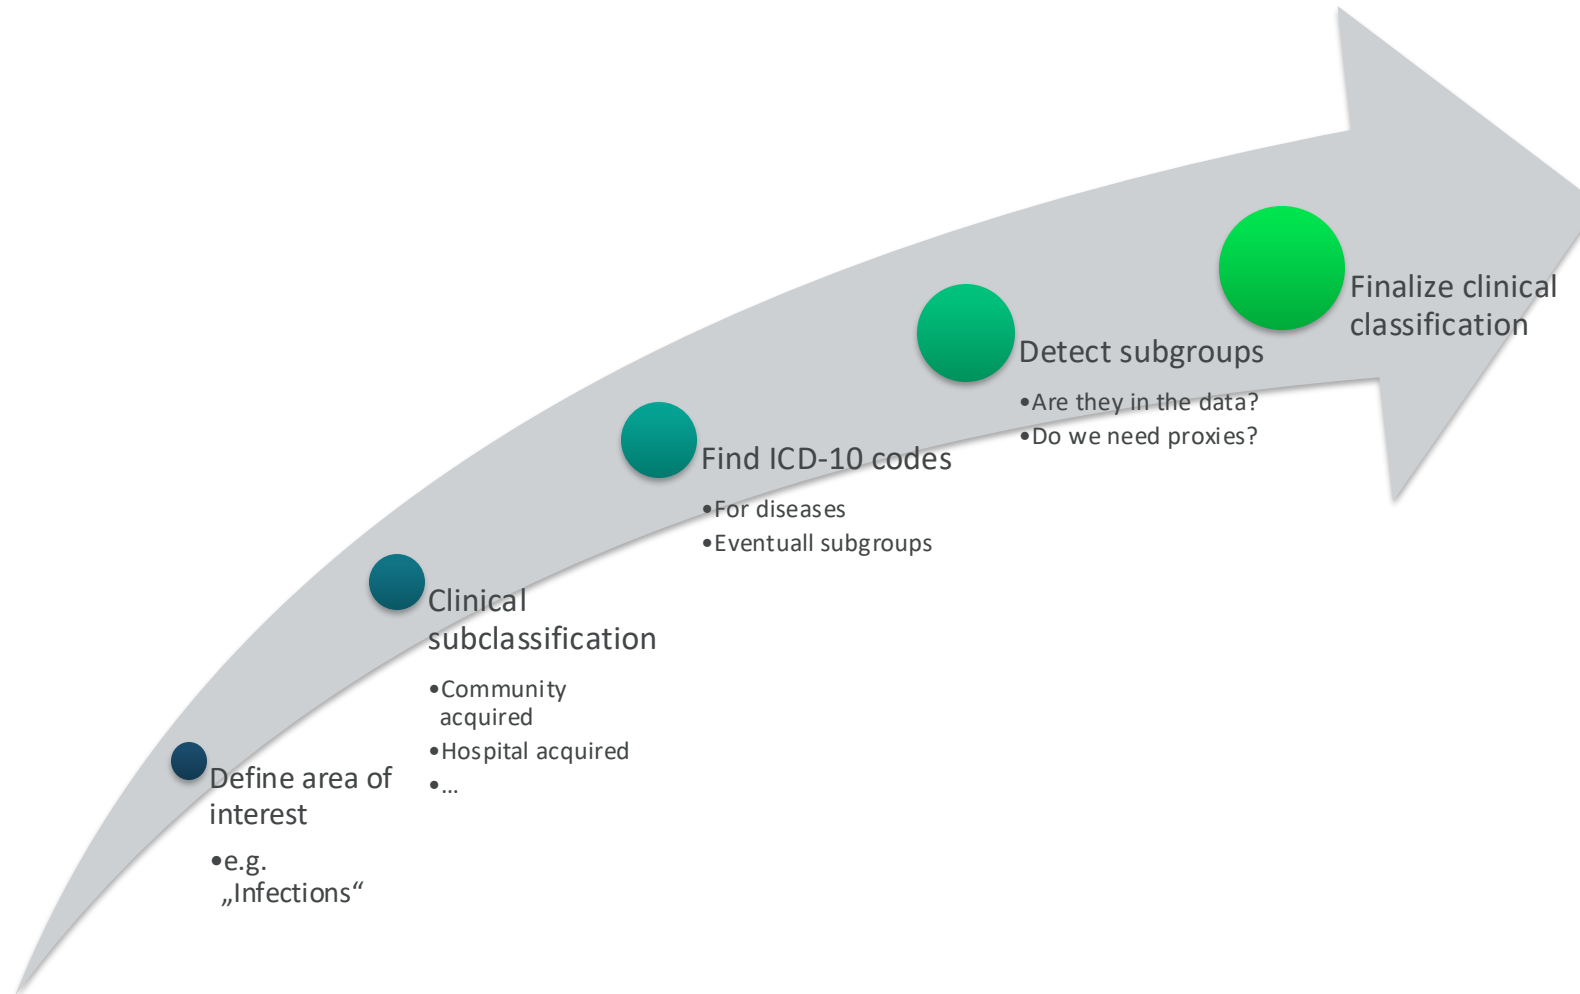 Define area of
interest
•e.g.
„Infections“
Clinical
subclassification
•Community
acquired
•Hospital acquired
•...
Find ICD-10 codes
•For diseases
•Eventuall subgroups
Detect subgroups
•Are they in the data?
•Do we need proxies?
Finalize clinical
classification